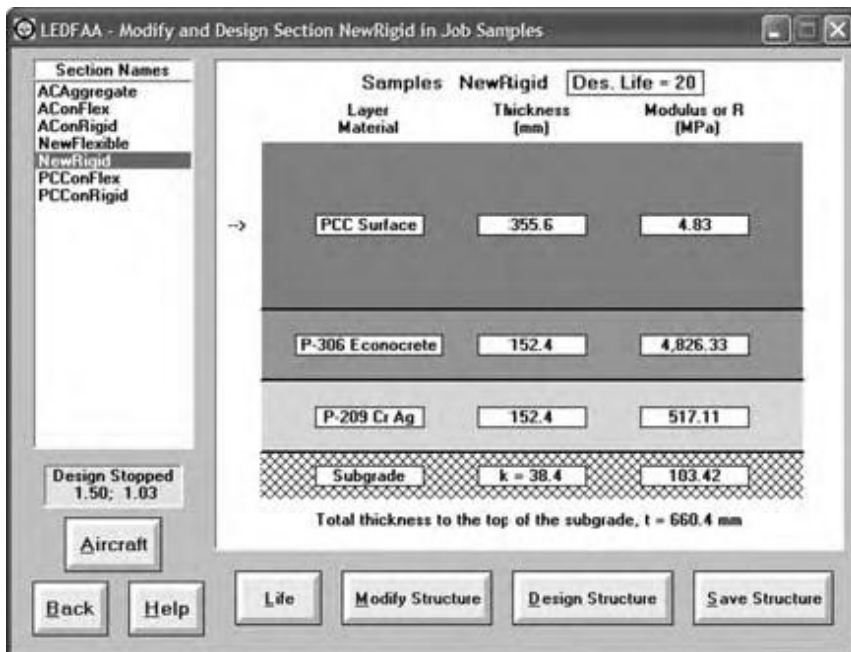 LEDFAA - Modify and Design Section NewRigid in Job Samples
Section Names
ACAggregate
AConFlex
AConRigid
NewFlexible
NewRigid
PCConFlex
PCConRigid
Design Stopped
1.50; 1.03
Aircraft
Back Help
Samples NewRigid Des. Life = 20
Layer Material Thickness (mm) Modulus or R (MPa)
--> PCC Surface 355.6 4.83
P-306 Econocrete 152.4 4,826.33
P-209 Cr Ag 152.4 517.11
Subgrade k = 38.4 103.42
Total thickness to the top of the subgrade, t = 660.4 mm
Life Modify Structure Design Structure Save Structure